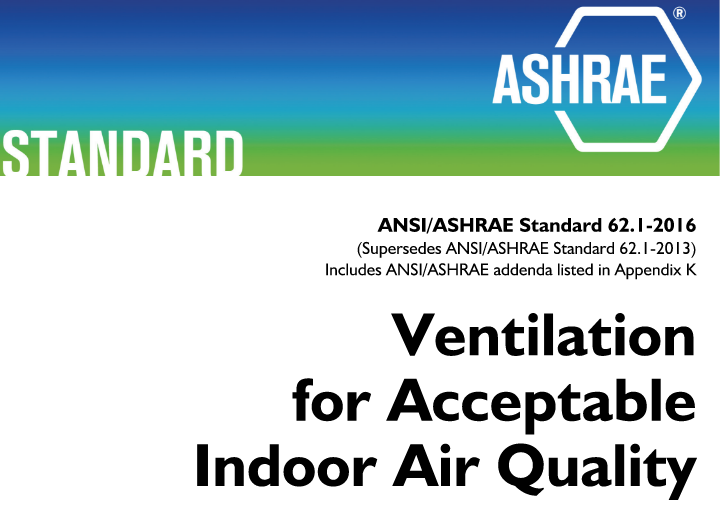 ASHRAE®
STANDARD
ANSI/ASHRAE Standard 62.1-2016
(Supersedes ANSI/ASHRAE Standard 62.1-2013)
Includes ANSI/ASHRAE addenda listed in Appendix K
Ventilation
for Acceptable
Indoor Air Quality